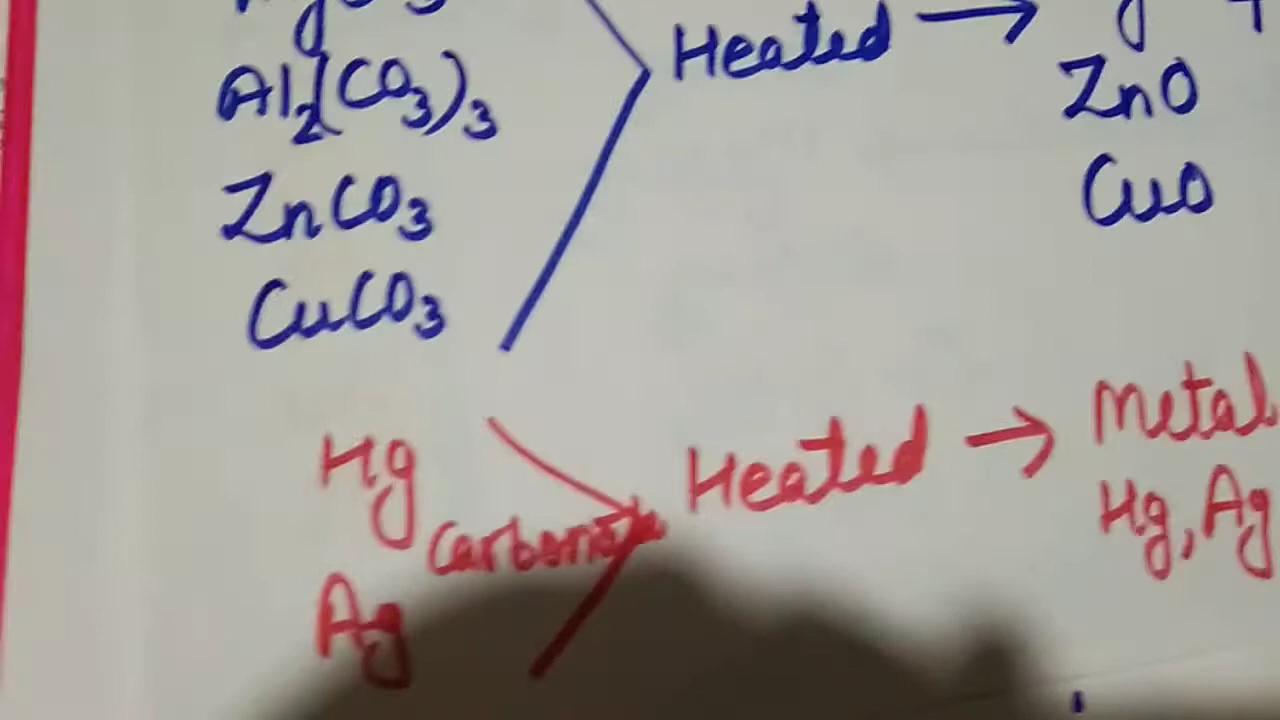 Heated →
Al₂(CO₃)₃
ZnO
ZnCO₃
CuO
CuCO₃
Hg
Carbonate
Ag
Heated → Metal
Hg, Ag